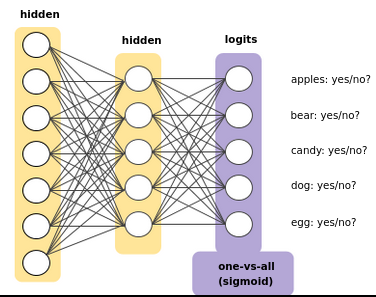 hidden
hidden
logits
apples: yes/no?
bear: yes/no?
candy: yes/no?
dog: yes/no?
egg: yes/no?
one-vs-all
(sigmoid)